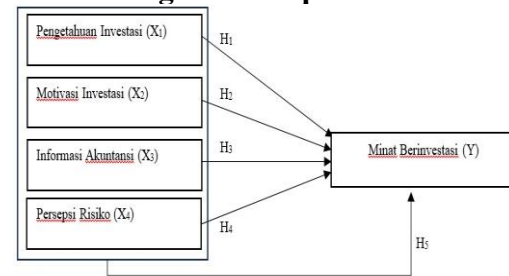 Pengetahuan Investasi (X1)
H1
Motivasi Investasi (X2)
H2
Informasi Akuntansi (X3)
H3
Minat Berinvestasi (Y)
Persepsi Risiko (X4)
H4
H5